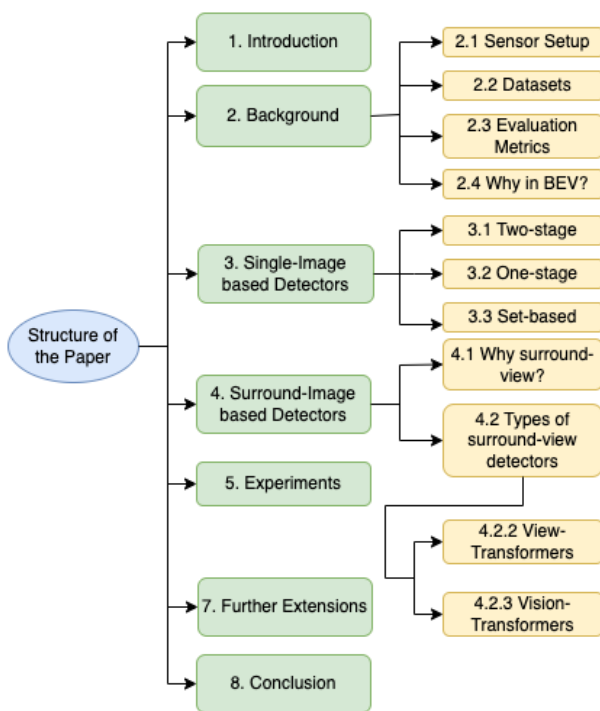 Structure of
the Paper
1. Introduction
2. Background
2.1 Sensor Setup
2.2 Datasets
2.3 Evaluation
Metrics
2.4 Why in BEV?
3. Single-Image
based Detectors
3.1 Two-stage
3.2 One-stage
3.3 Set-based
4. Surround-Image
based Detectors
4.1 Why surround-
view?
4.2 Types of
surround-view
detectors
4.2.2 View-
Transformers
4.2.3 Vision-
Transformers
5. Experiments
7. Further Extensions
8. Conclusion